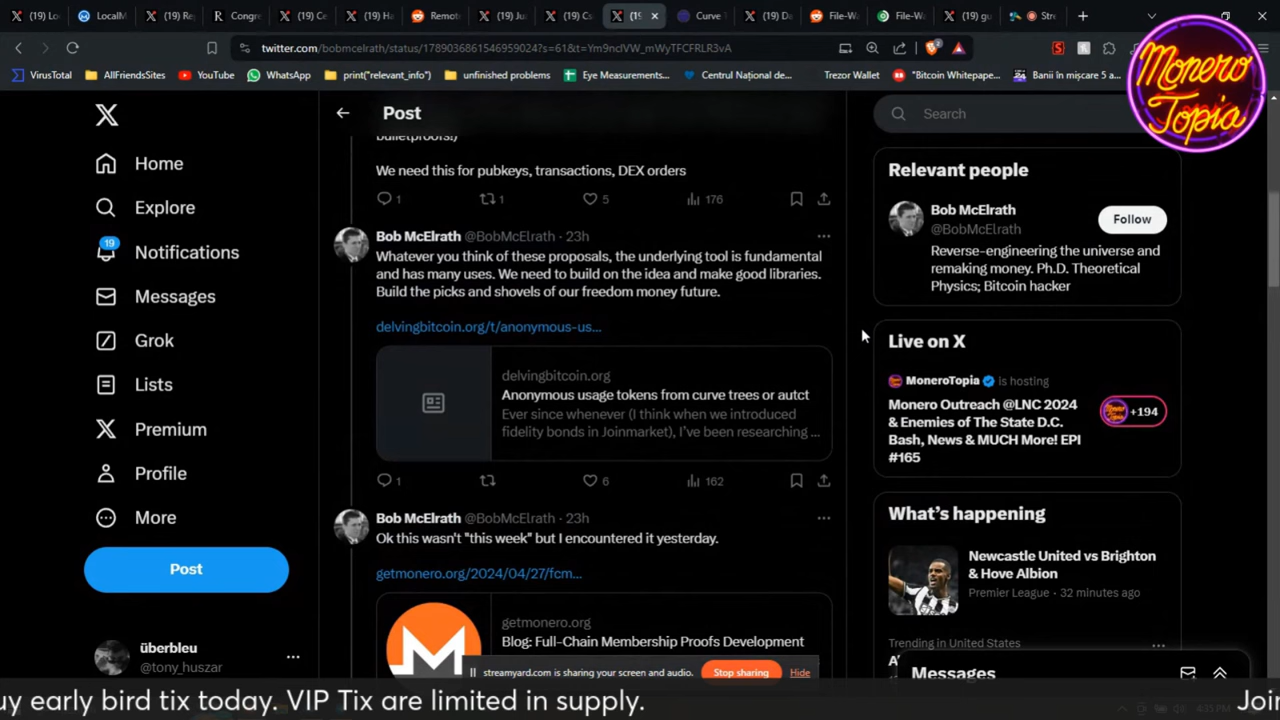 Lo
LocalM
Re
Congre
Ce
Ha
Remote
Ju
Cs
(19
Curve
Da
File-Wa
File-Wa
(19) gu
Stre
twitter.com/bobmcelrath/status/1789036861546959024?s=61&t=Ym9nclVW_mWyTFCFRLR3vA
VirusTotal
AllFriendsSites
YouTube
WhatsApp
print("relevant_info")
unfinished problems
Eye Measurements...
Centrul Național de...
Trezor Wallet
"Bitcoin Whitepape...
Banii în mișcare 5 a...
Monero
Topia
Home
Explore
19
Notifications
Messages
Grok
Lists
Premium
Profile
More
Post
überbleu
@tony_huszar
Post
bulletproofs!)
We need this for pubkeys, transactions, DEX orders
1 1 5 176
Bob McElrath @BobMcElrath · 23h
Whatever you think of these proposals, the underlying tool is fundamental
and has many uses. We need to build on the idea and make good libraries.
Build the picks and shovels of our freedom money future.
delvingbitcoin.org/t/anonymous-us...
delvingbitcoin.org
Anonymous usage tokens from curve trees or autct
Ever since whenever (I think when we introduced
fidelity bonds in Joinmarket), I've been researching ...
1 6 162
Bob McElrath @BobMcElrath · 23h
Ok this wasn't "this week" but I encountered it yesterday.
getmonero.org/2024/04/27/fcm...
getmonero.org
Blog: Full-Chain Membership Proofs Development
Search
Relevant people
Bob McElrath
@BobMcElrath
Follow
Reverse-engineering the universe and
remaking money. Ph.D. Theoretical
Physics; Bitcoin hacker
Live on X
MoneroTopia is hosting
Monero Outreach @LNC 2024
& Enemies of The State D.C.
Bash, News & MUCH More! EPI
#165
+194
What's happening
Newcastle United vs Brighton
& Hove Albion
Premier League · 32 minutes ago
Trending in United States
Messages
streamyard.com is sharing your screen and audio.
Stop sharing
Hide
uy early bird tix today. VIP Tix are limited in supply.
Joi
4:35 PM